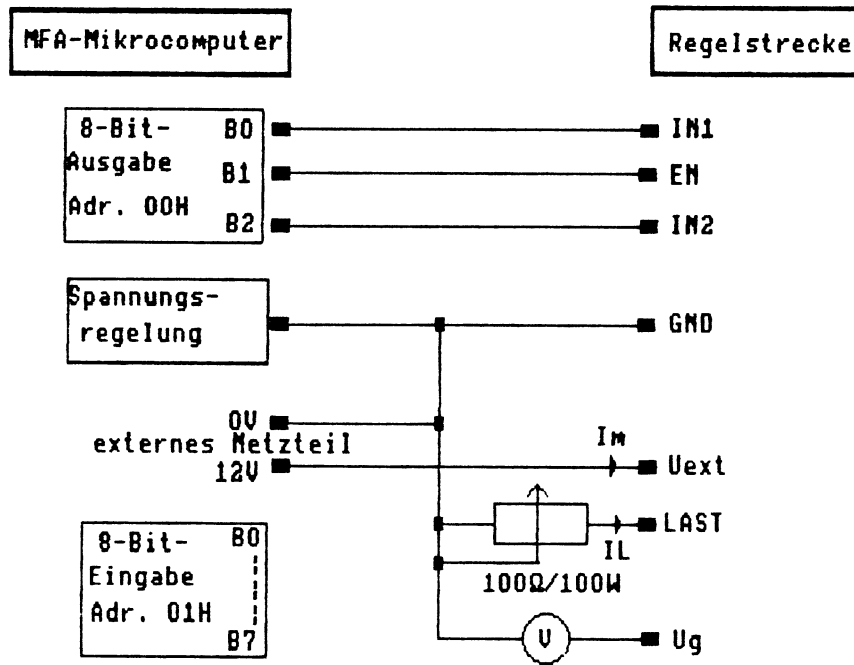 MFA-Mikrocomputer
Regelstrecke
8-Bit- B0
Ausgabe B1
Adr. 00H
B2
IN1
EN
IN2
Spannungs-
regelung
GND
0V
externes Netzteil
12V
Im
Uext
LAST
IL
100Ω/100W
8-Bit- B0
Eingabe
Adr. 01H
B7
V
Ug